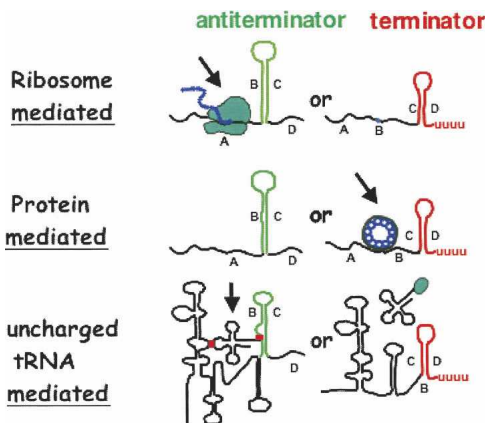 antiterminator terminator
Ribosome
mediated
B C
or
C D
A
D
A
B
uuuu
Protein
mediated
B C
or
C D
A
D
A
B
uuuu
uncharged
tRNA
mediated
B C
or
D
C D
B
uuuu